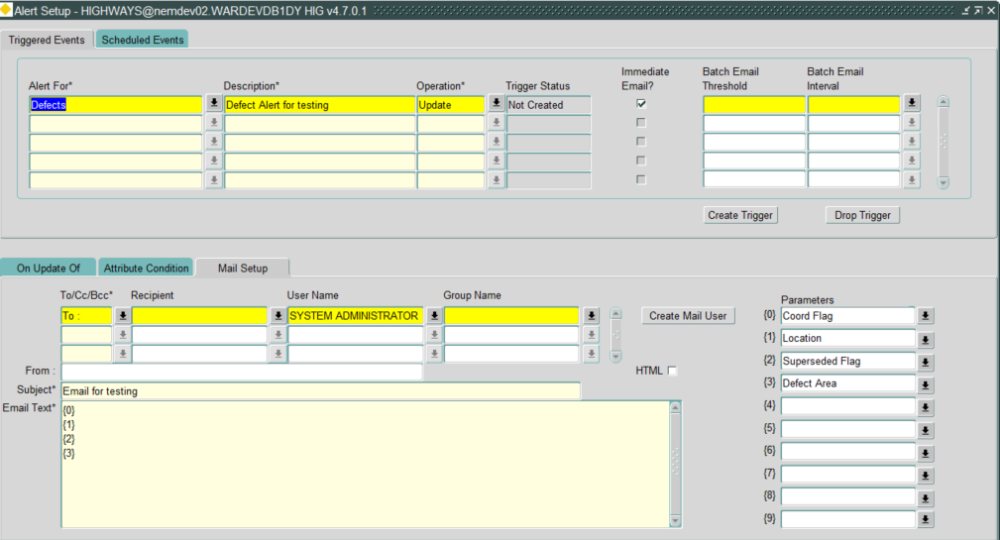 Alert Setup - HIGHWAYS@nemdev02.WARDEVDB1DY HIG v4.7.0.1
Triggered Events Scheduled Events
Immediate Batch Email Batch Email
Alert For* Description* Operation* Trigger Status Email? Threshold Interval
Defects Defect Alert for testing Update Not Created
Create Trigger Drop Trigger
On Update Of Attribute Condition Mail Setup
To/Cc/Bcc* Recipient User Name Group Name Parameters
To : SYSTEM ADMINISTRATOR Create Mail User {0} Coord Flag
{1} Location
{2} Superseded Flag
From : HTML
{3} Defect Area
Subject* Email for testing
Email Text* {0} {4}
{1} {5}
{2} {6}
{3} {7}
{8}
{9}